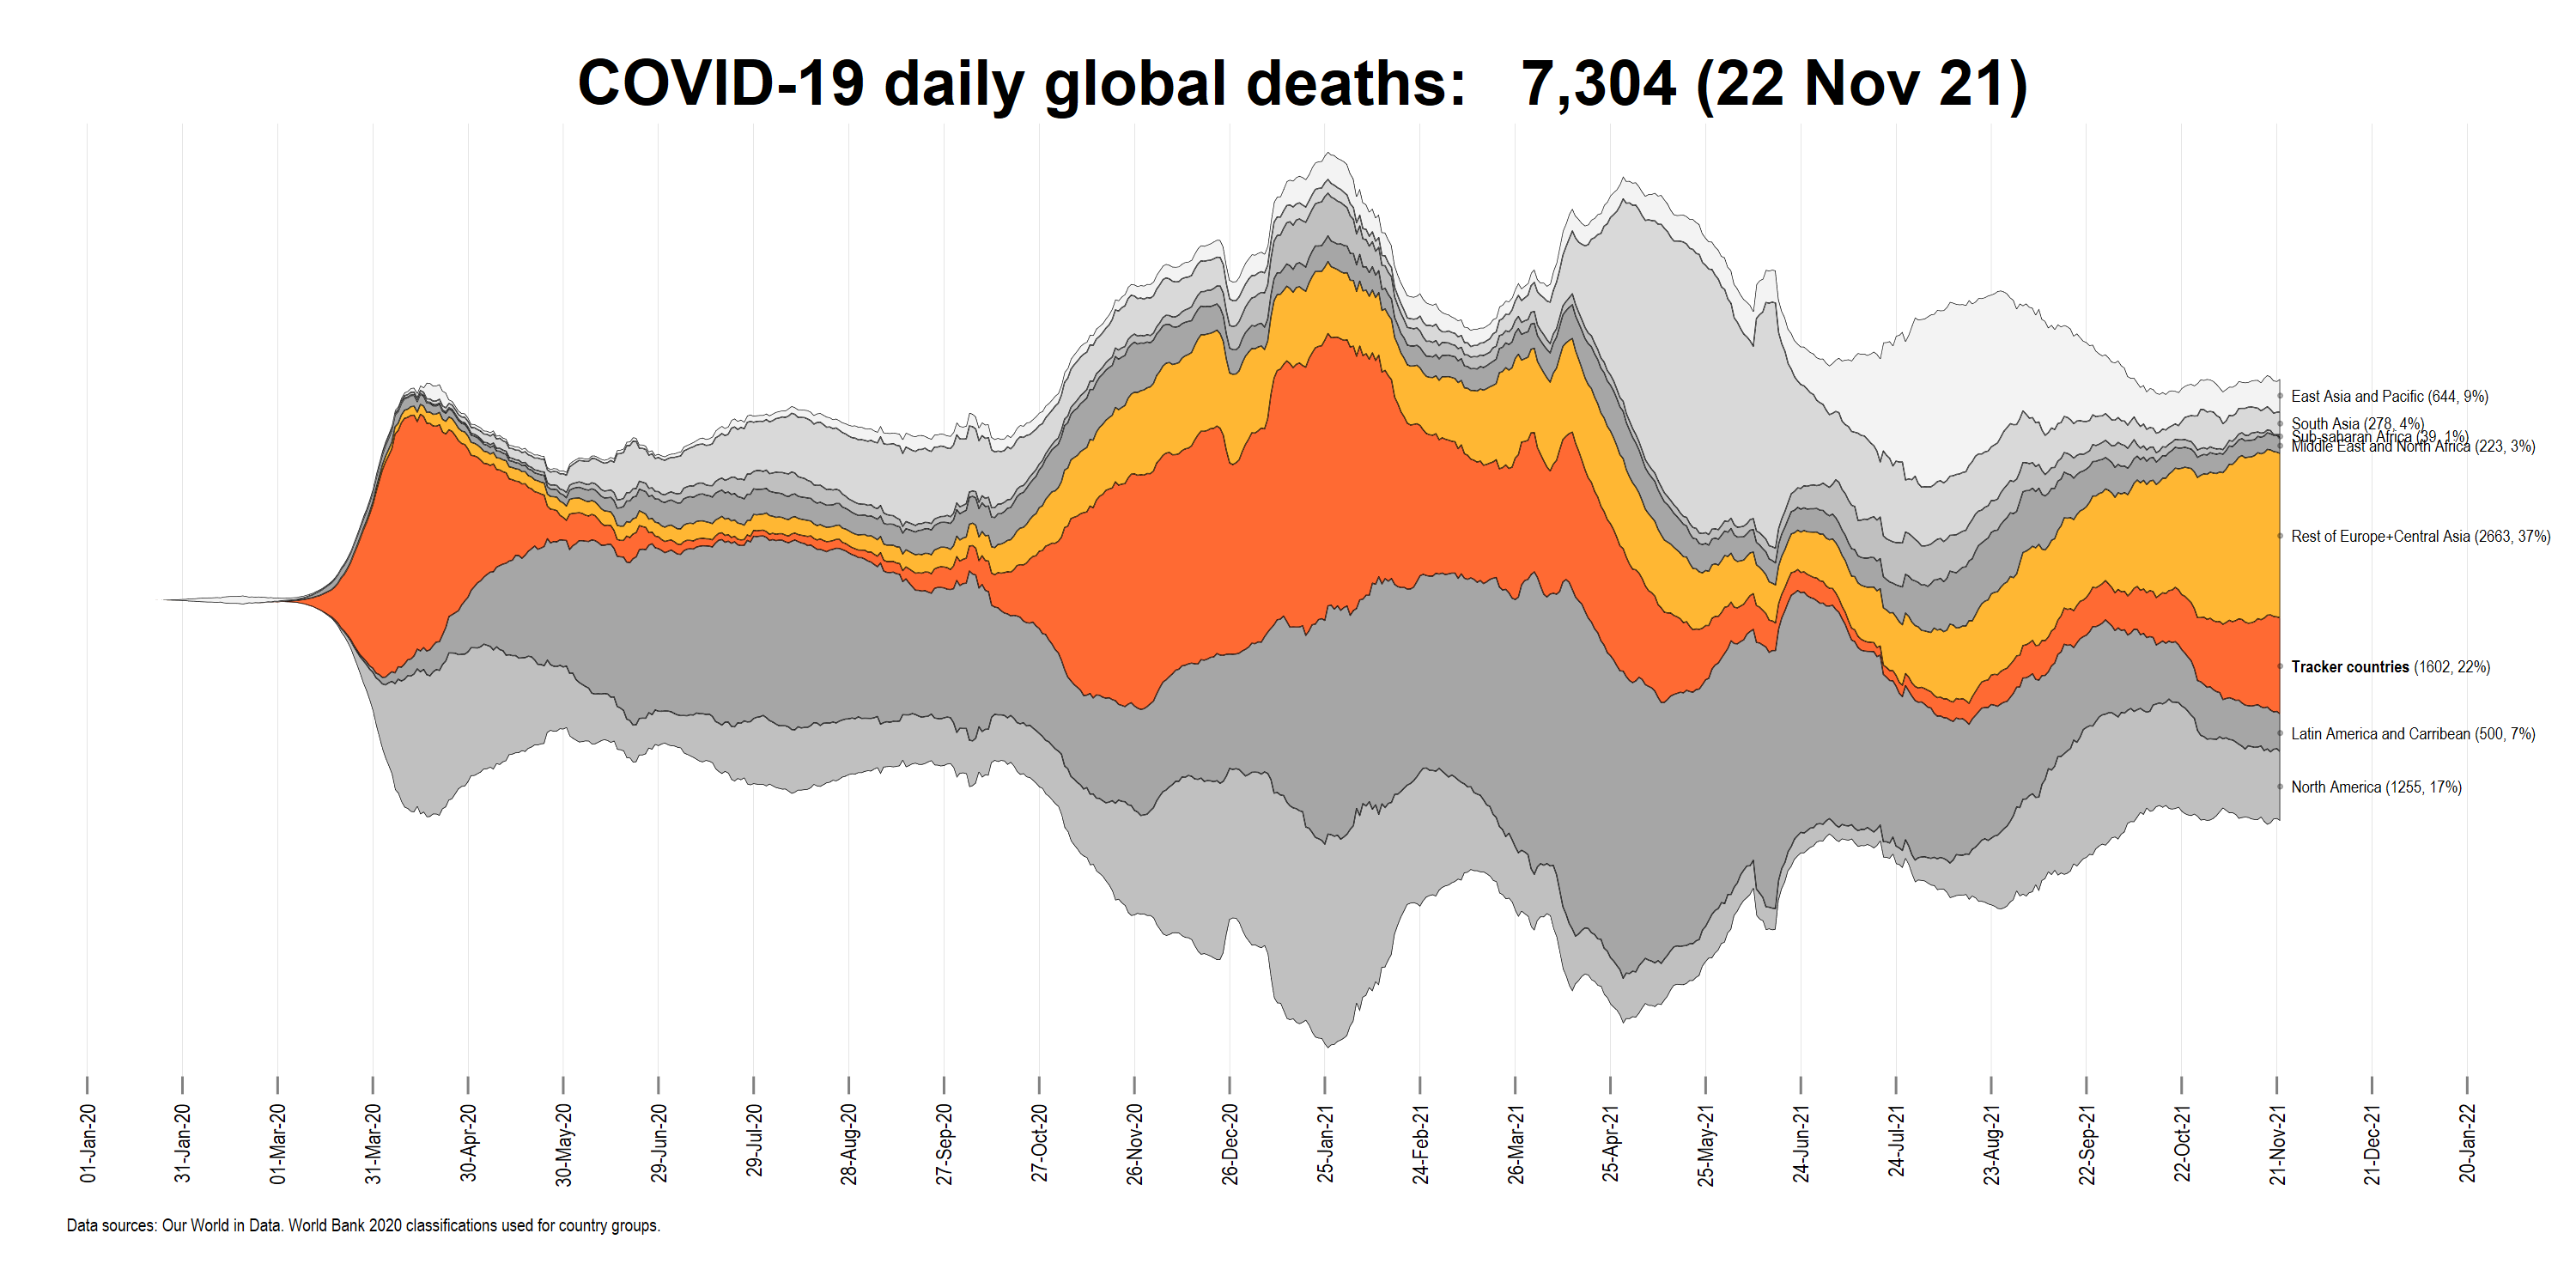 COVID-19 daily global deaths: 7,304 (22 Nov 21)
East Asia and Pacific (644, 9%)
South Asia (278, 4%)
Sub-saharan Africa (39, 1%)
Middle East and North Africa (223, 3%)
Rest of Europe+Central Asia (2663, 37%)
Tracker countries (1602, 22%)
Latin America and Carribean (500, 7%)
North America (1255, 17%)
01-Jan-20
31-Jan-20
01-Mar-20
31-Mar-20
30-Apr-20
30-May-20
29-Jun-20
29-Jul-20
28-Aug-20
27-Sep-20
27-Oct-20
26-Nov-20
26-Dec-20
25-Jan-21
24-Feb-21
26-Mar-21
25-Apr-21
25-May-21
24-Jun-21
24-Jul-21
23-Aug-21
22-Sep-21
22-Oct-21
21-Nov-21
21-Dec-21
20-Jan-22
Data sources: Our World in Data. World Bank 2020 classifications used for country groups.